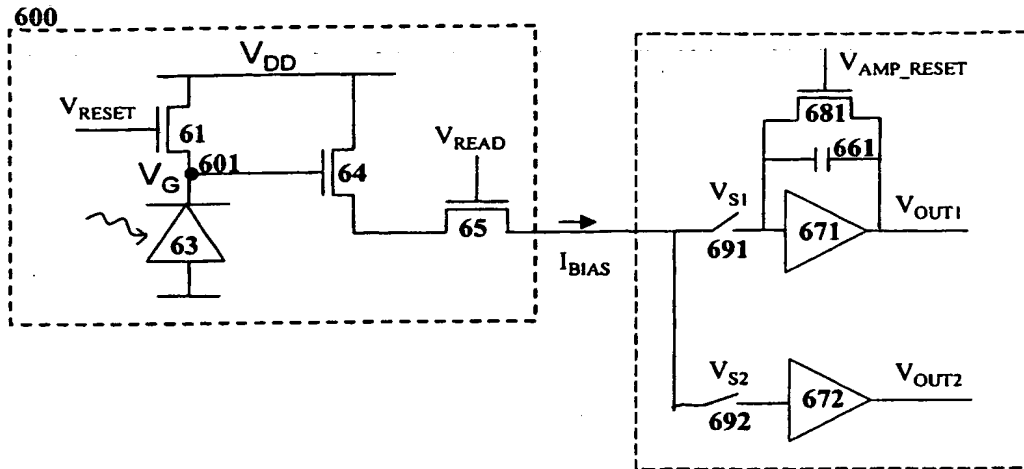 600
V_DD
V_RESET
61
V_G
601
64
V_READ
63
65
I_BIAS
V_AMP_RESET
681
661
V_S1
691
671
V_OUT1
V_S2
692
672
V_OUT2